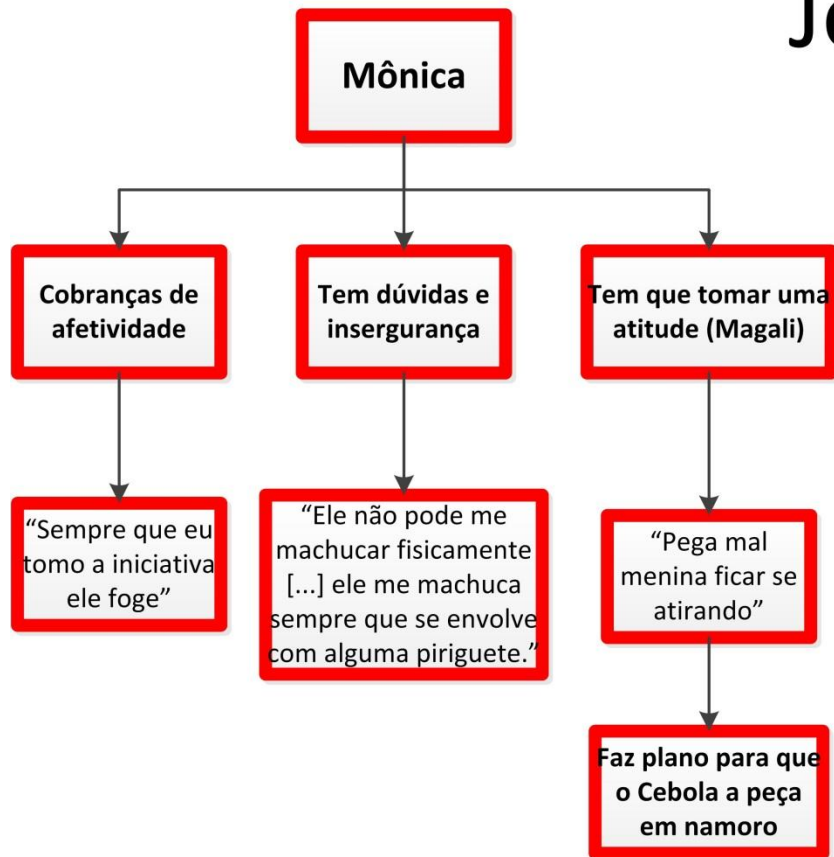 Mônica
Cobranças de
afetividade
Tem dúvidas e
insergurança
Tem que tomar uma
atitude (Magali)
“Sempre que eu
tomo a iniciativa
ele foge”
“Ele não pode me
machucar fisicamente
[...] ele me machuca
sempre que se envolve
com alguma piriguete.”
“Pega mal
menina ficar se
atirando”
Faz plano para que
o Cebola a peça
em namoro